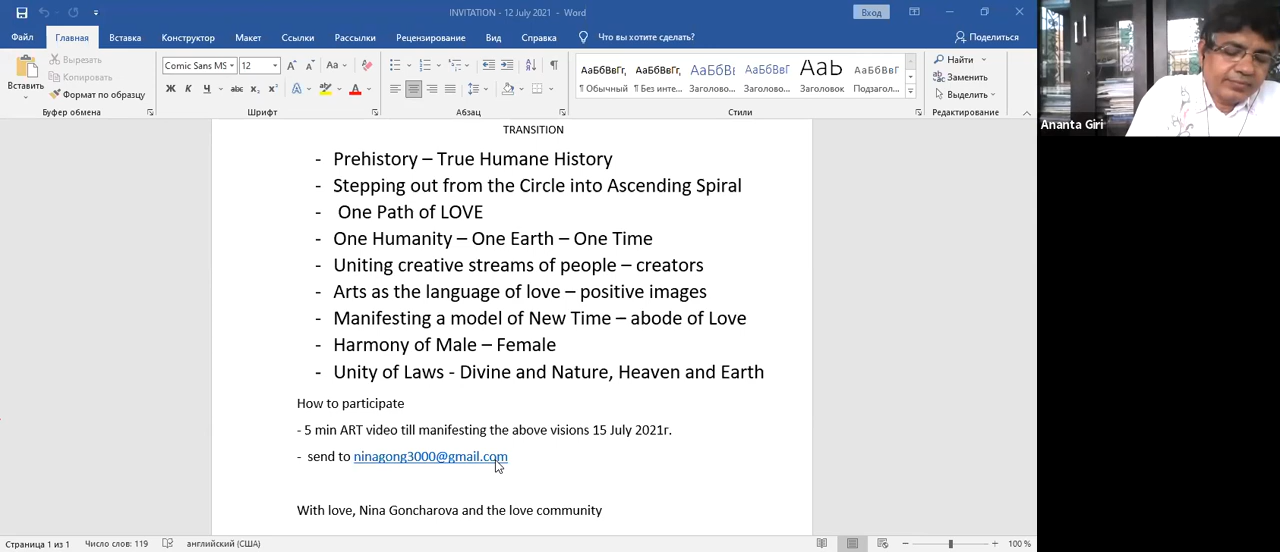 INVITATION - 12 July 2021 - Word
Вход
Файл Главная Вставка Конструктор Макет Ссылки Рассылки Рецензирование Вид Справка Что вы хотите сделать? Поделиться
Вставить
Вырезать
Копировать
Формат по образцу
Буфер обмена
Comic Sans MS 12
Ж К Ч
Шрифт
Абзац
АаБбВвГг, АаБбВвГг, АаБбВв АаБбВвГ АаЬ АаБбВвГ
¶ Обычный ¶ Без инте... Заголово... Заголово... Заголово... Подзагол...
Стили
Найти
Заменить
Выделить
Редактирование
Ananta Giri
TRANSITION
- Prehistory – True Humane History
- Stepping out from the Circle into Ascending Spiral
- One Path of LOVE
- One Humanity – One Earth – One Time
- Uniting creative streams of people – creators
- Arts as the language of love – positive images
- Manifesting a model of New Time – abode of Love
- Harmony of Male – Female
- Unity of Laws - Divine and Nature, Heaven and Earth
How to participate
- 5 min ART video till manifesting the above visions 15 July 2021г.
- send to ninagong3000@gmail.com
With love, Nina Goncharova and the love community
Страница 1 из 1 Число слов: 119 английский (США) 100 %